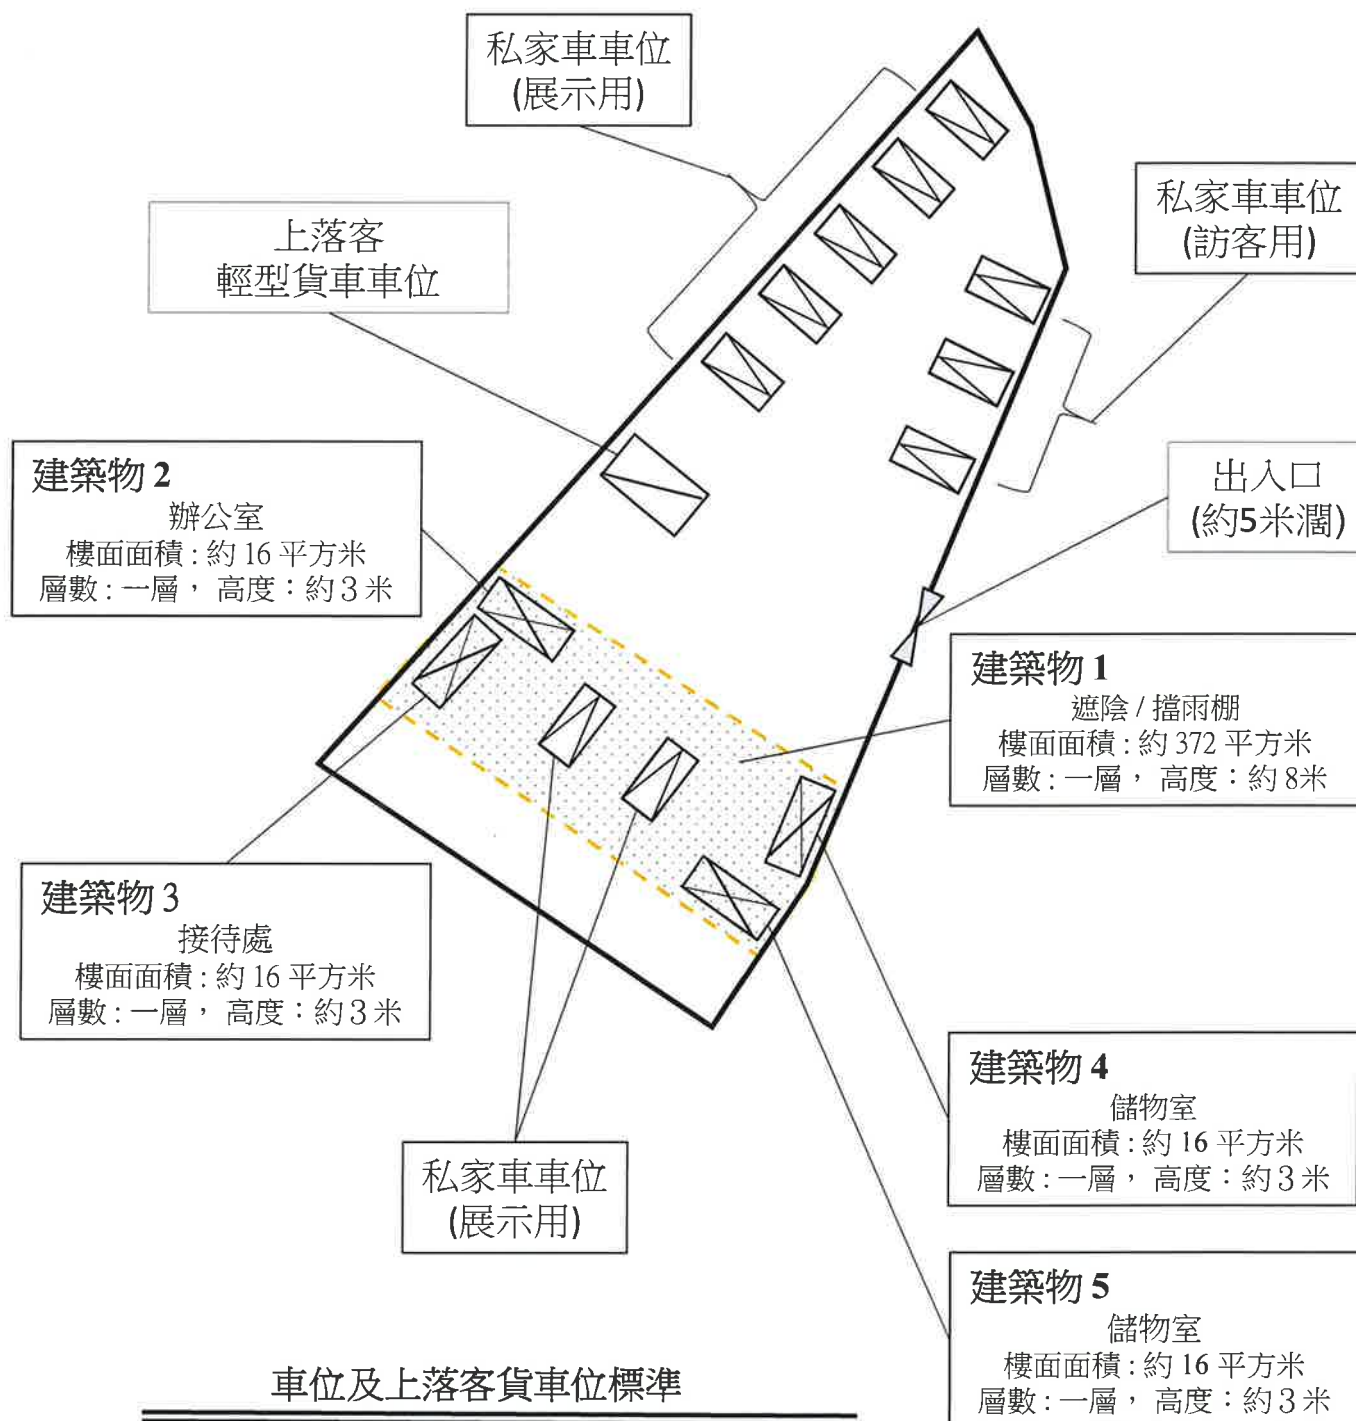 私家車車位
(展示用)
私家車車位
(訪客用)
上落客
輕型貨車車位
建築物 2
辦公室
樓面面積 : 約 16 平方米
層數 : 一層， 高度：約 3 米
出入口
(約5米濶)
建築物 1
遮陰 / 擋雨棚
樓面面積 : 約 372 平方米
層數 : 一層， 高度：約 8米
建築物 3
接待處
樓面面積 : 約 16 平方米
層數 : 一層， 高度：約 3 米
建築物 4
儲物室
樓面面積 : 約 16 平方米
層數 : 一層， 高度：約 3 米
私家車車位
(展示用)
建築物 5
儲物室
樓面面積 : 約 16 平方米
層數 : 一層， 高度：約 3 米
車位及上落客貨車位標準